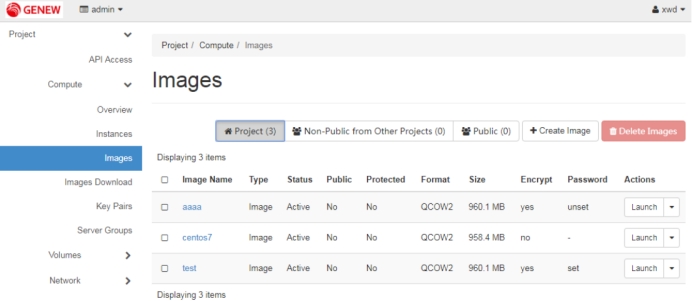 GENEW admin xwd
Project
API Access
Compute
Overview
Instances
Images
Images Download
Key Pairs
Server Groups
Volumes
Network
Project / Compute / Images
Images
Project (3) Non-Public from Other Projects (0) Public (0) + Create Image Delete Images
Displaying 3 items
Image Name Type Status Public Protected Format Size Encrypt Password Actions
aaaa Image Active No No QCOW2 960.1 MB yes unset Launch
centos7 Image Active No No QCOW2 958.4 MB no - Launch
test Image Active No No QCOW2 960.1 MB yes set Launch
Displaying 3 items